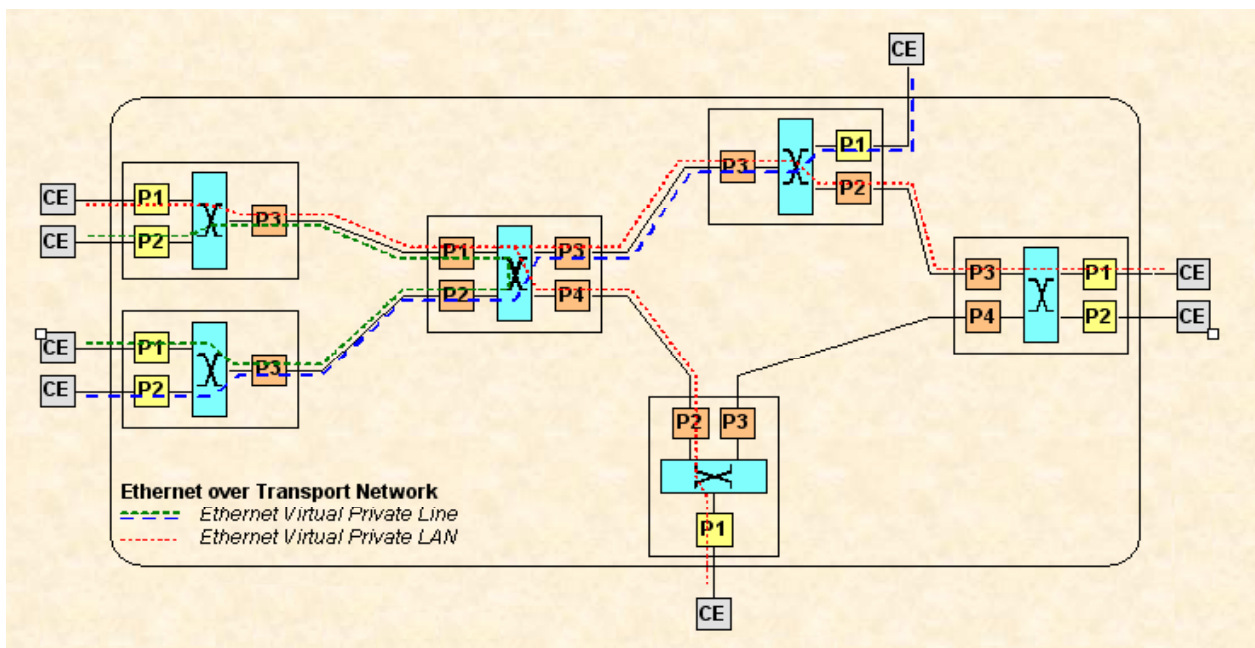 CE
P1
CE
P1
P3
P2
CE
P3
P2
CE
P1
P3
P3
P1
CE
P2
P4
P4
P2
CE
CE
P1
P3
CE
P2
P2
P3
Ethernet over Transport Network
Ethernet Virtual Private Line
P1
Ethernet Virtual Private LAN
CE